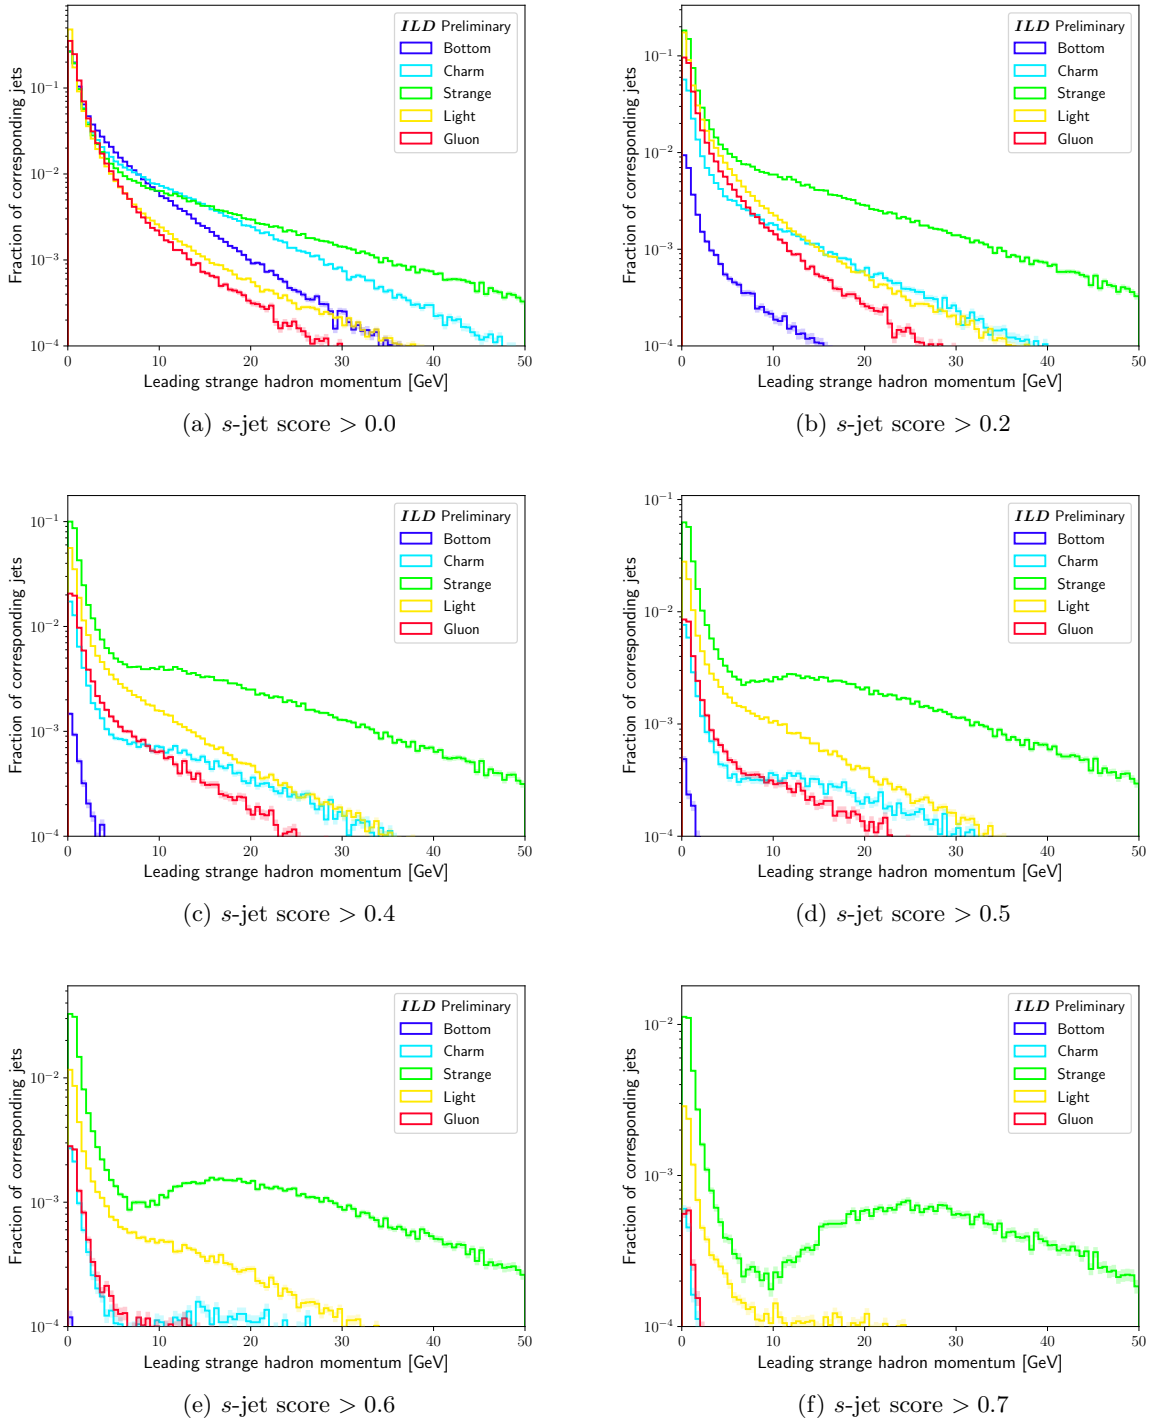 ILD Preliminary
Bottom
Charm
Strange
Light
Gluon
Fraction of corresponding jets
10⁻¹
10⁻²
10⁻³
10⁻⁴
0 10 20 30 40 50
Leading strange hadron momentum [GeV]
(a) s-jet score > 0.0
ILD Preliminary
Bottom
Charm
Strange
Light
Gluon
Fraction of corresponding jets
10⁻¹
10⁻²
10⁻³
10⁻⁴
0 10 20 30 40 50
Leading strange hadron momentum [GeV]
(b) s-jet score > 0.2
ILD Preliminary
Bottom
Charm
Strange
Light
Gluon
Fraction of corresponding jets
10⁻¹
10⁻²
10⁻³
10⁻⁴
0 10 20 30 40 50
Leading strange hadron momentum [GeV]
(c) s-jet score > 0.4
ILD Preliminary
Bottom
Charm
Strange
Light
Gluon
Fraction of corresponding jets
10⁻¹
10⁻²
10⁻³
10⁻⁴
0 10 20 30 40 50
Leading strange hadron momentum [GeV]
(d) s-jet score > 0.5
ILD Preliminary
Bottom
Charm
Strange
Light
Gluon
Fraction of corresponding jets
10⁻²
10⁻³
10⁻⁴
0 10 20 30 40 50
Leading strange hadron momentum [GeV]
(e) s-jet score > 0.6
ILD Preliminary
Bottom
Charm
Strange
Light
Gluon
Fraction of corresponding jets
10⁻²
10⁻³
10⁻⁴
0 10 20 30 40 50
Leading strange hadron momentum [GeV]
(f) s-jet score > 0.7